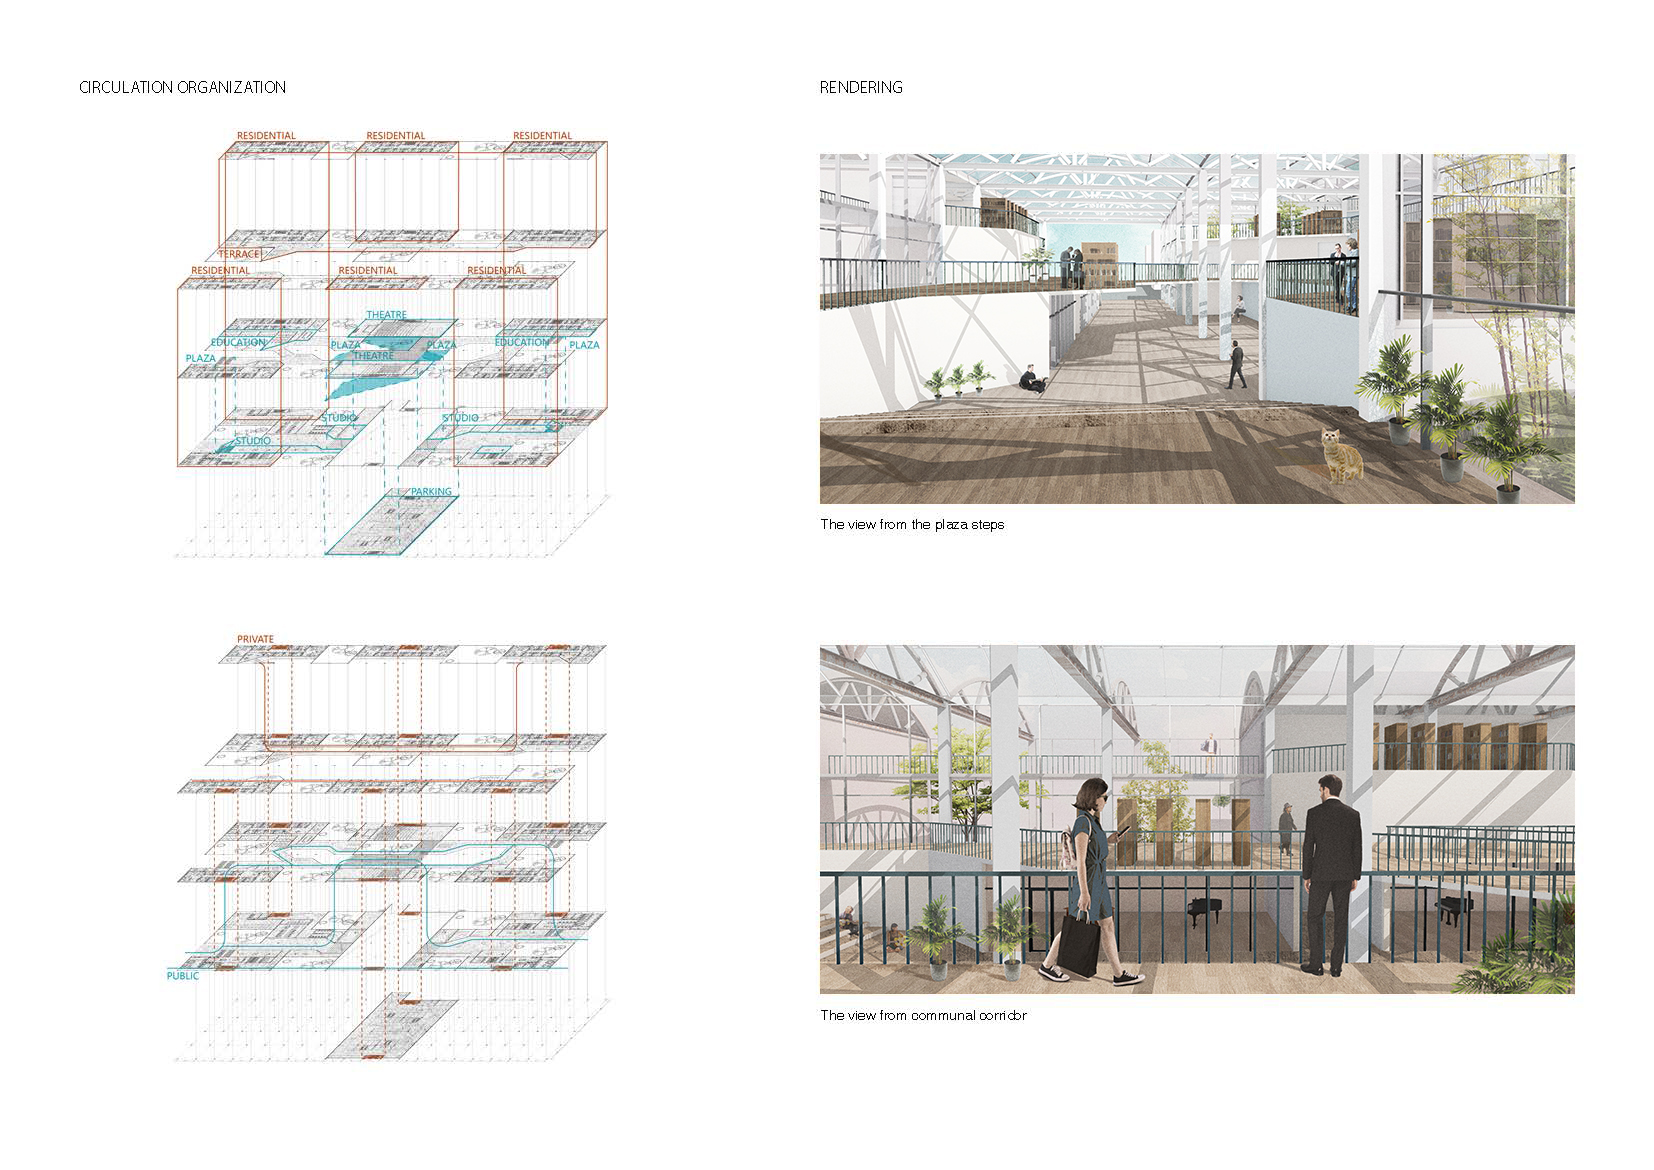 CIRCULATION ORGANIZATION
RESIDENTIAL RESIDENTIAL RESIDENTIAL
TERRACE
RESIDENTIAL RESIDENTIAL RESIDENTIAL
THEATRE
EDUCATION PLAZA PLAZA EDUCATION PLAZA
PLAZA THEATRE
STUDIO STUDIO
STUDIO
PARKING
PRIVATE
PUBLIC
RENDERING
The view from the plaza steps
The view from communal corridor